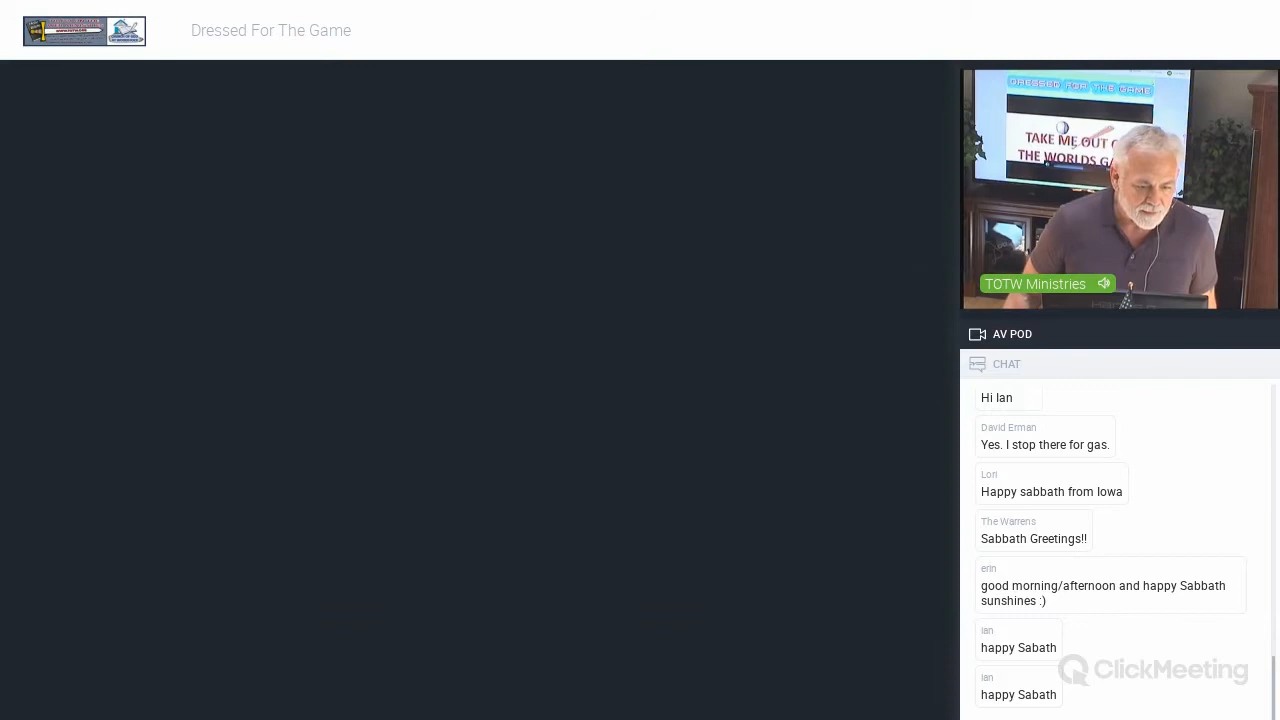 Dressed For The Game
DRESSED FOR THE GAME
TAKE ME OUT
THE WORLDS
TOTW Ministries
AV POD
CHAT
Hi Ian
David Erman
Yes. I stop there for gas.
Lori
Happy sabbath from Iowa
The Warrens
Sabbath Greetings!!
erin
good morning/afternoon and happy Sabbath
sunshines :)
Ian
happy Sabath
Ian
happy Sabath
ClickMeeting